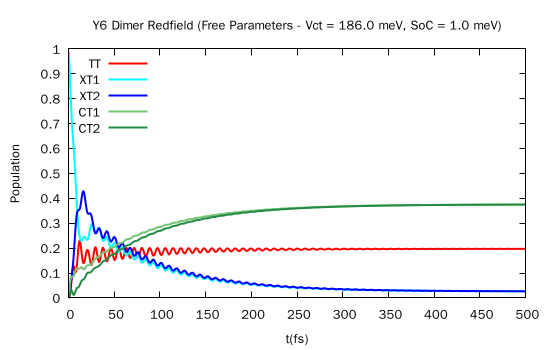 Y6 Dimer Redfield (Free Parameters - Vct = 186.0 meV, SoC = 1.0 meV)
1
0.9
0.8
0.7
0.6
0.5
0.4
0.3
0.2
0.1
0
TT
XT1
XT2
CT1
CT2
Population
0 50 100 150 200 250 300 350 400 450 500
t(fs)